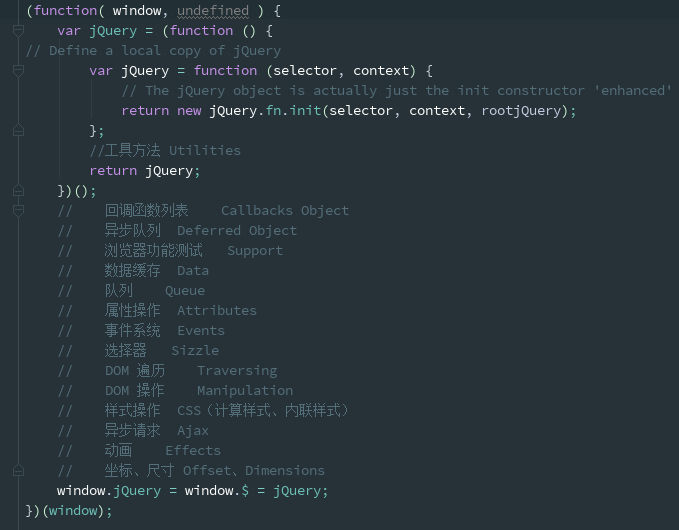 (function( window, undefined ) {
    var jQuery = (function () {
// Define a local copy of jQuery
        var jQuery = function (selector, context) {
            // The jQuery object is actually just the init constructor 'enhanced'
            return new jQuery.fn.init(selector, context, rootjQuery);
        };
        //工具方法 Utilities
        return jQuery;
    })();
    //    回调函数列表    Callbacks Object
    //    异步队列  Deferred Object
    //    浏览器功能测试   Support
    //    数据缓存  Data
    //    队列    Queue
    //    属性操作  Attributes
    //    事件系统  Events
    //    选择器   Sizzle
    //    DOM 遍历    Traversing
    //    DOM 操作    Manipulation
    //    样式操作  CSS（计算样式、内联样式）
    //    异步请求  Ajax
    //    动画    Effects
    //    坐标、尺寸 Offset、Dimensions
    window.jQuery = window.$ = jQuery;
})(window);